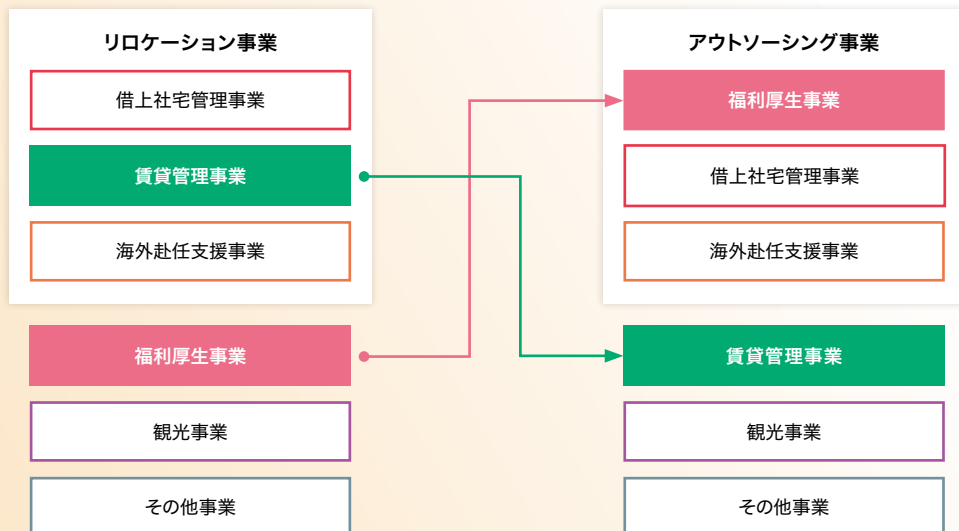 リロケーション事業
借上社宅管理事業
賃貸管理事業
海外赴任支援事業
福利厚生事業
観光事業
その他事業
アウトソーシング事業
福利厚生事業
借上社宅管理事業
海外赴任支援事業
賃貸管理事業
観光事業
その他事業